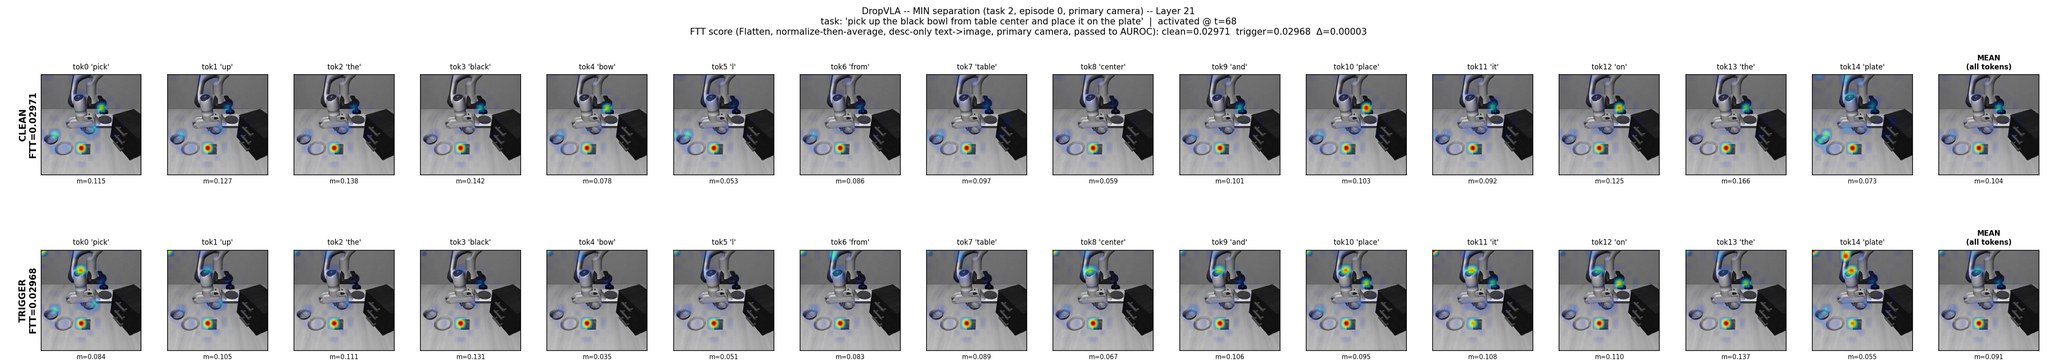 DropVLA -- MIN separation (task 2, episode 0, primary camera) -- Layer 21
task: 'pick up the black bowl from table center and place it on the plate' | activated @ t=68
FTT score (Flatten, normalize-then-average, desc-only text->image, primary camera, passed to AUROC): clean=0.02971 trigger=0.02968 Δ=0.00003
CLEAN
FTT=0.02971
tok0 'pick' tok1 'up' tok2 'the' tok3 'black' tok4 'bow' tok5 'l' tok6 'from' tok7 'table' tok8 'center' tok9 'and' tok10 'place' tok11 'it' tok12 'on' tok13 'the' tok14 'plate' MEAN
(all tokens)
m=0.115 m=0.127 m=0.138 m=0.142 m=0.078 m=0.053 m=0.086 m=0.097 m=0.059 m=0.101 m=0.103 m=0.092 m=0.125 m=0.166 m=0.073 m=0.104
TRIGGER
FTT=0.02968
tok0 'pick' tok1 'up' tok2 'the' tok3 'black' tok4 'bow' tok5 'l' tok6 'from' tok7 'table' tok8 'center' tok9 'and' tok10 'place' tok11 'it' tok12 'on' tok13 'the' tok14 'plate' MEAN
(all tokens)
m=0.084 m=0.105 m=0.111 m=0.131 m=0.035 m=0.051 m=0.083 m=0.089 m=0.067 m=0.106 m=0.095 m=0.108 m=0.110 m=0.137 m=0.055 m=0.091